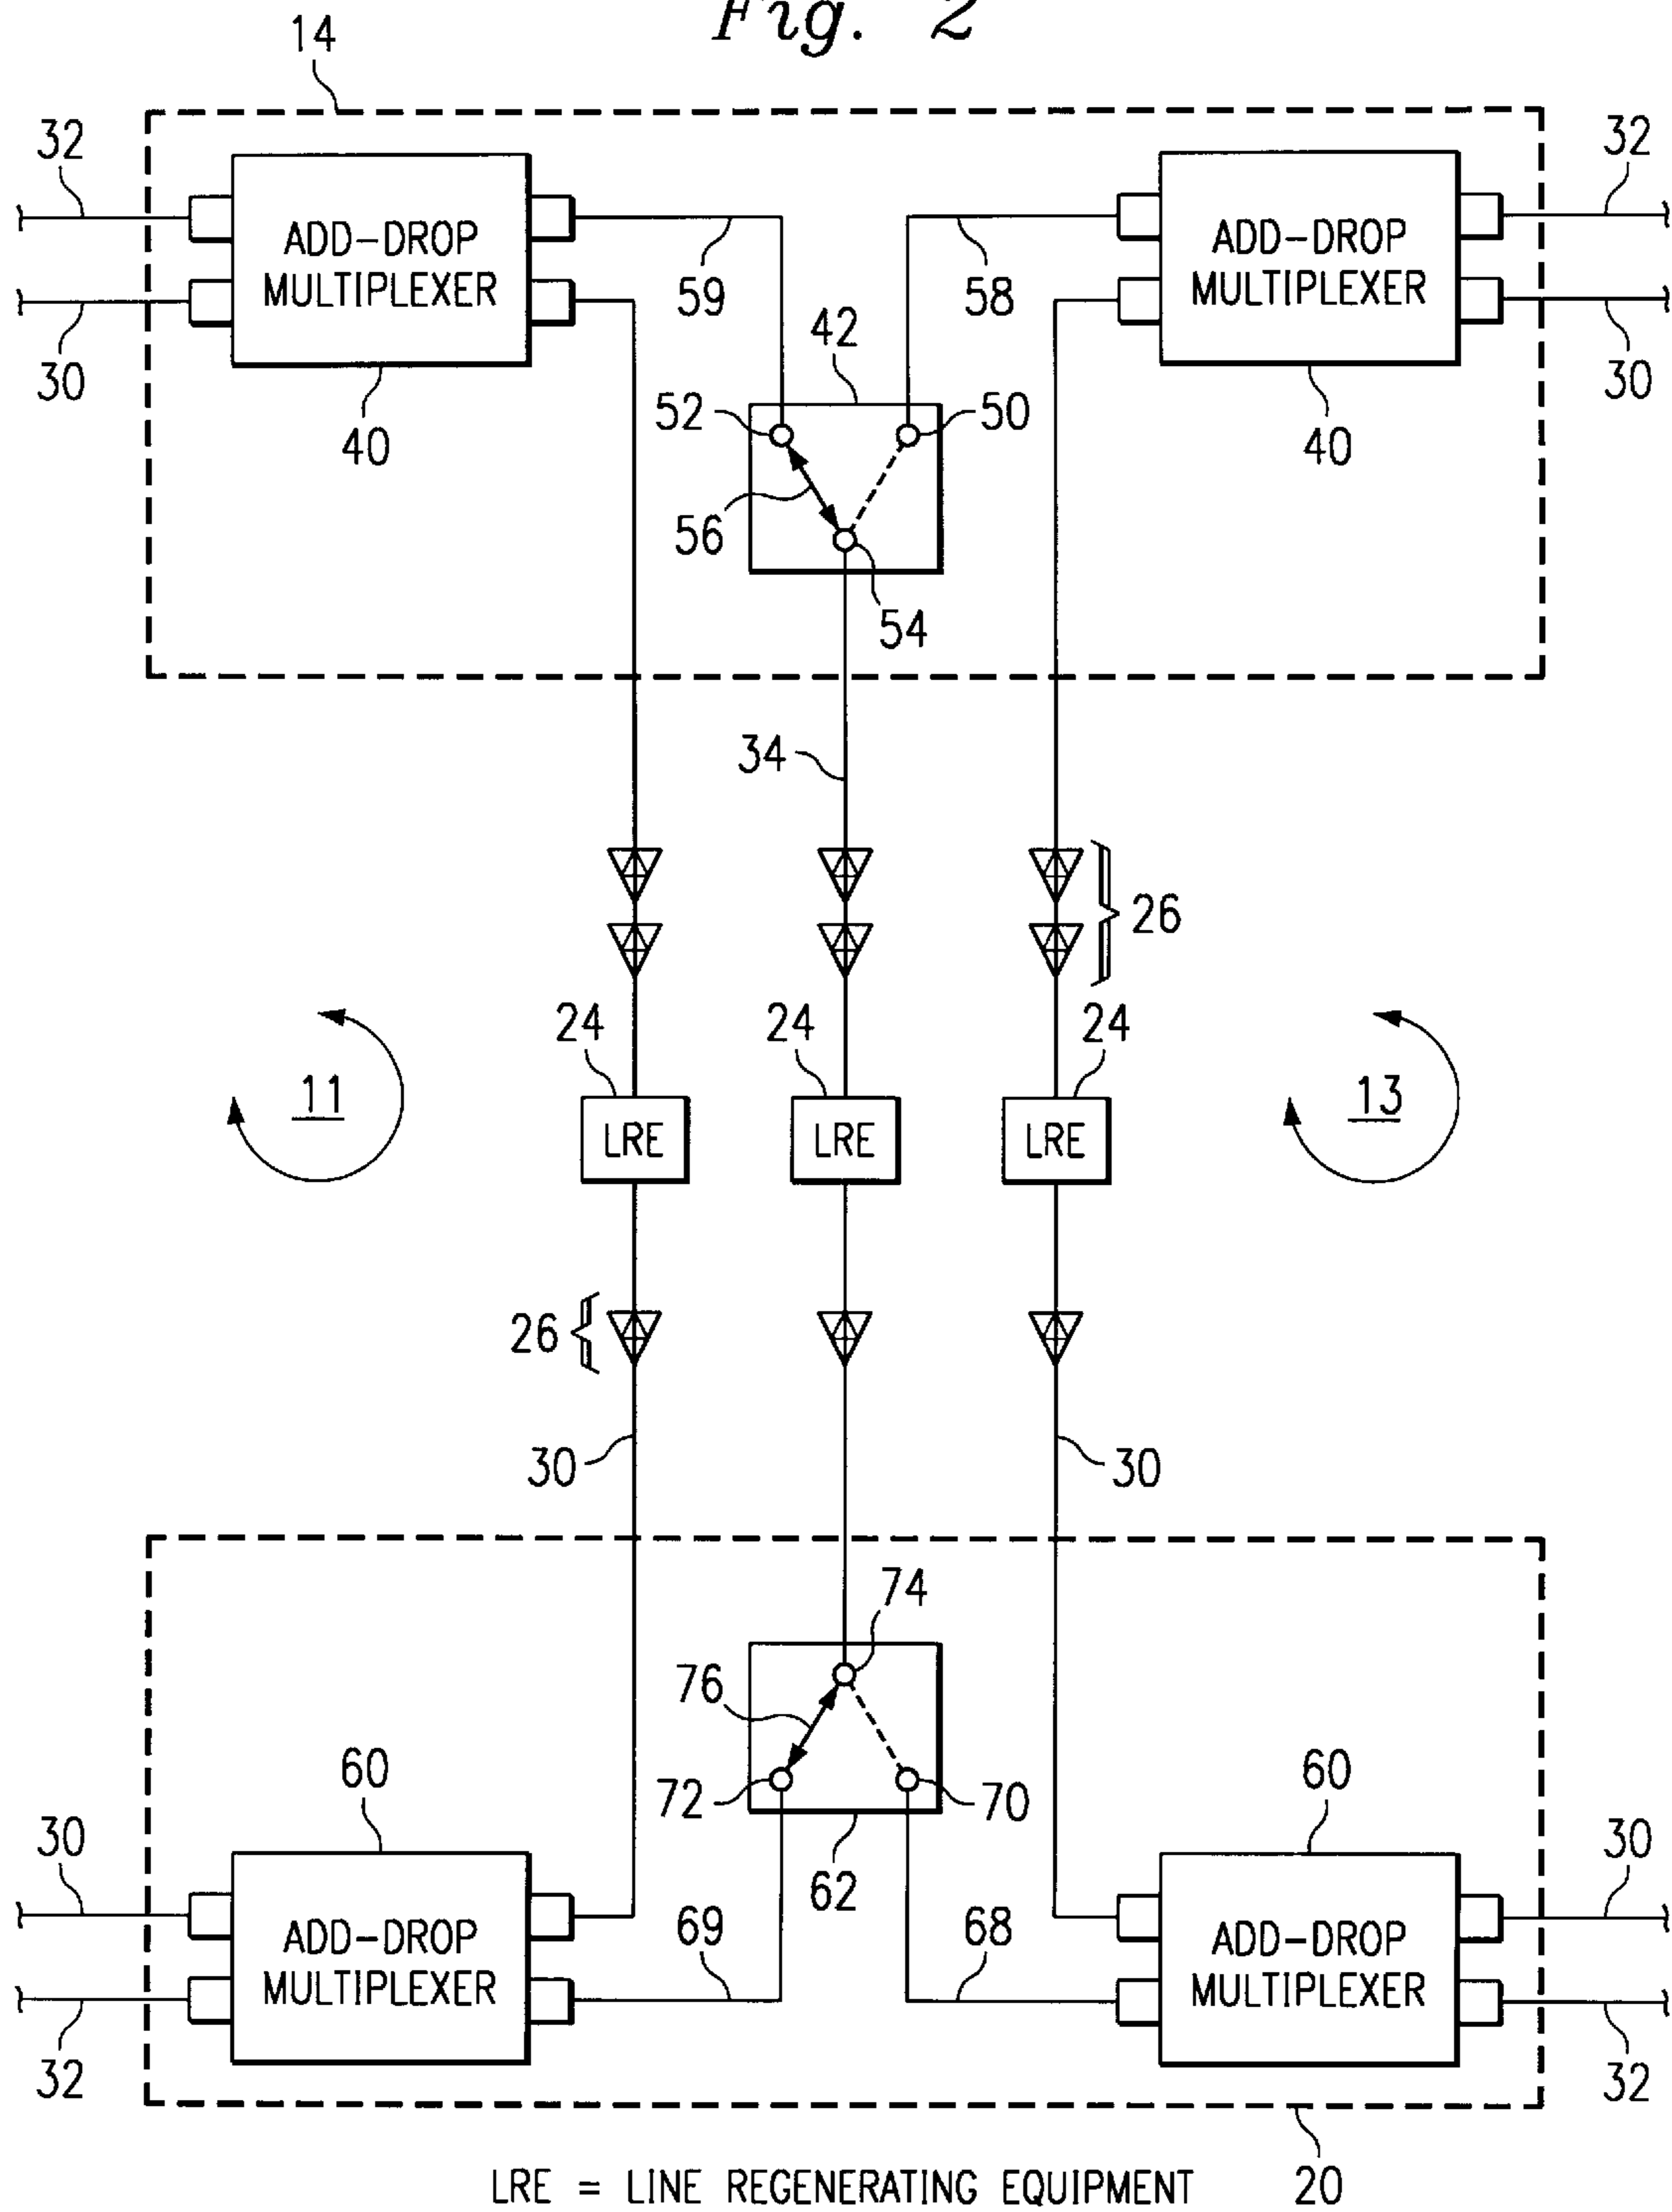 Fig. 2
14
32
32
ADD-DROP
MULTIPLEXER
ADD-DROP
MULTIPLEXER
59
58
30
30
42
40
40
52
50
56
54
34
26
24
24
24
11
13
LRE
LRE
LRE
26
30
30
74
76
60
60
72
70
30
30
62
ADD-DROP
MULTIPLEXER
69
68
ADD-DROP
MULTIPLEXER
32
32
LRE = LINE REGENERATING EQUIPMENT
20